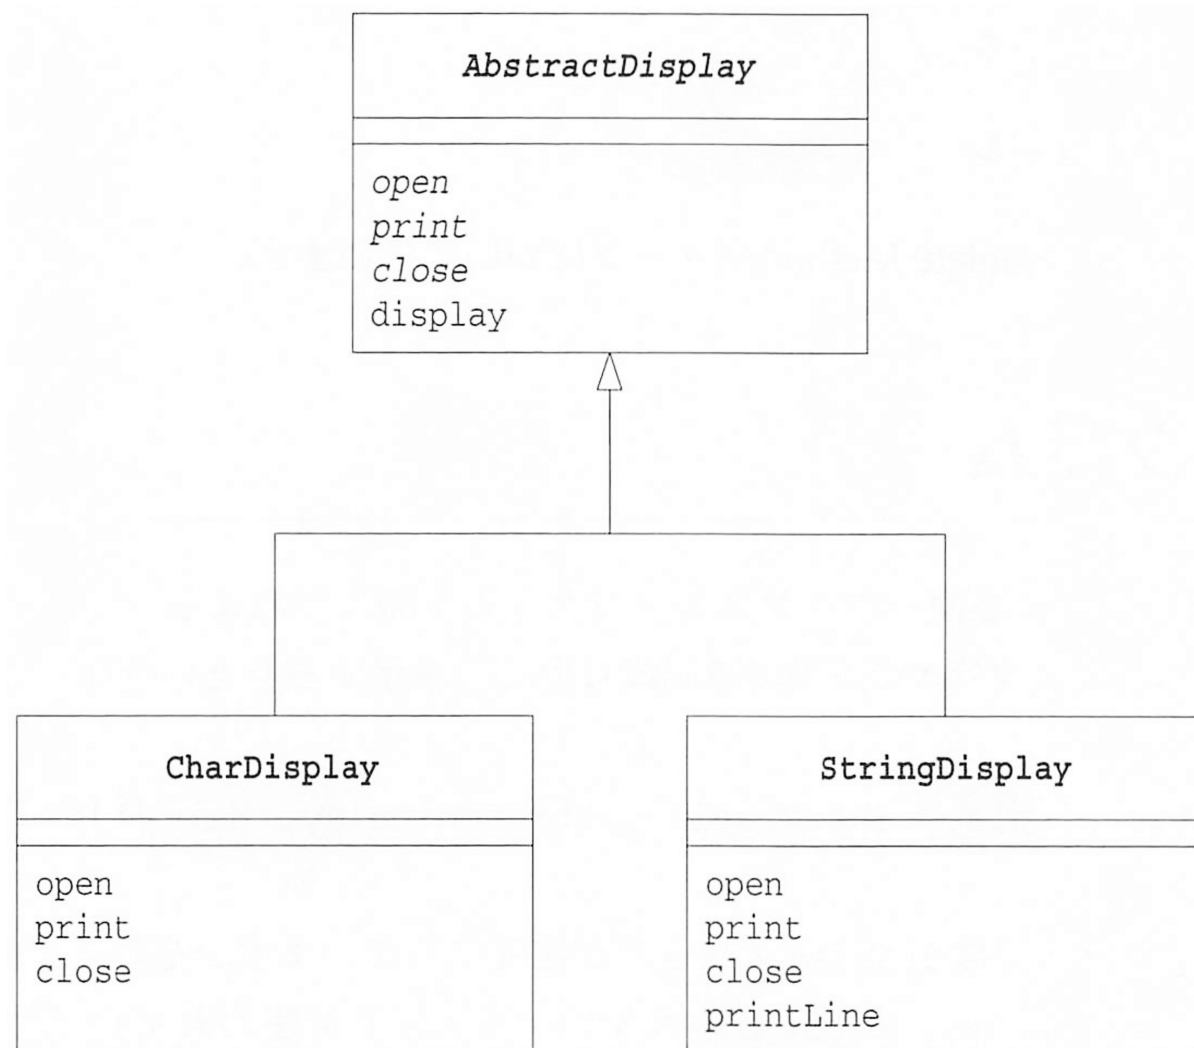 AbstractDisplay
open
print
close
display
CharDisplay
open
print
close
StringDisplay
open
print
close
printLine